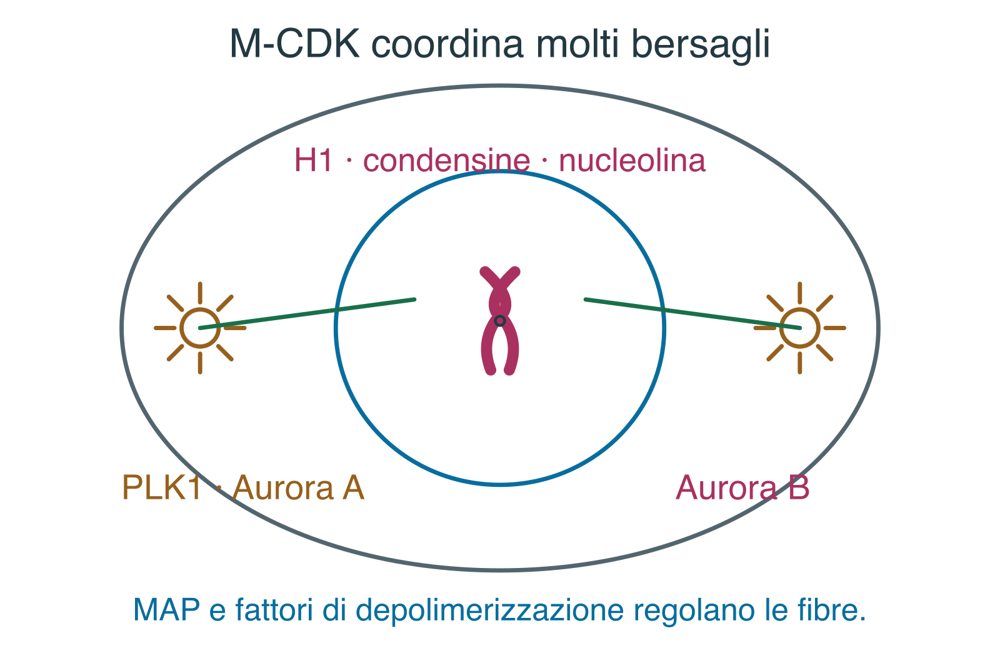 M-CDK coordina molti bersagli
H1 · condensine · nucleolina
PLK1 · Aurora A
Aurora B
MAP e fattori di depolimerizzazione regolano le fibre.